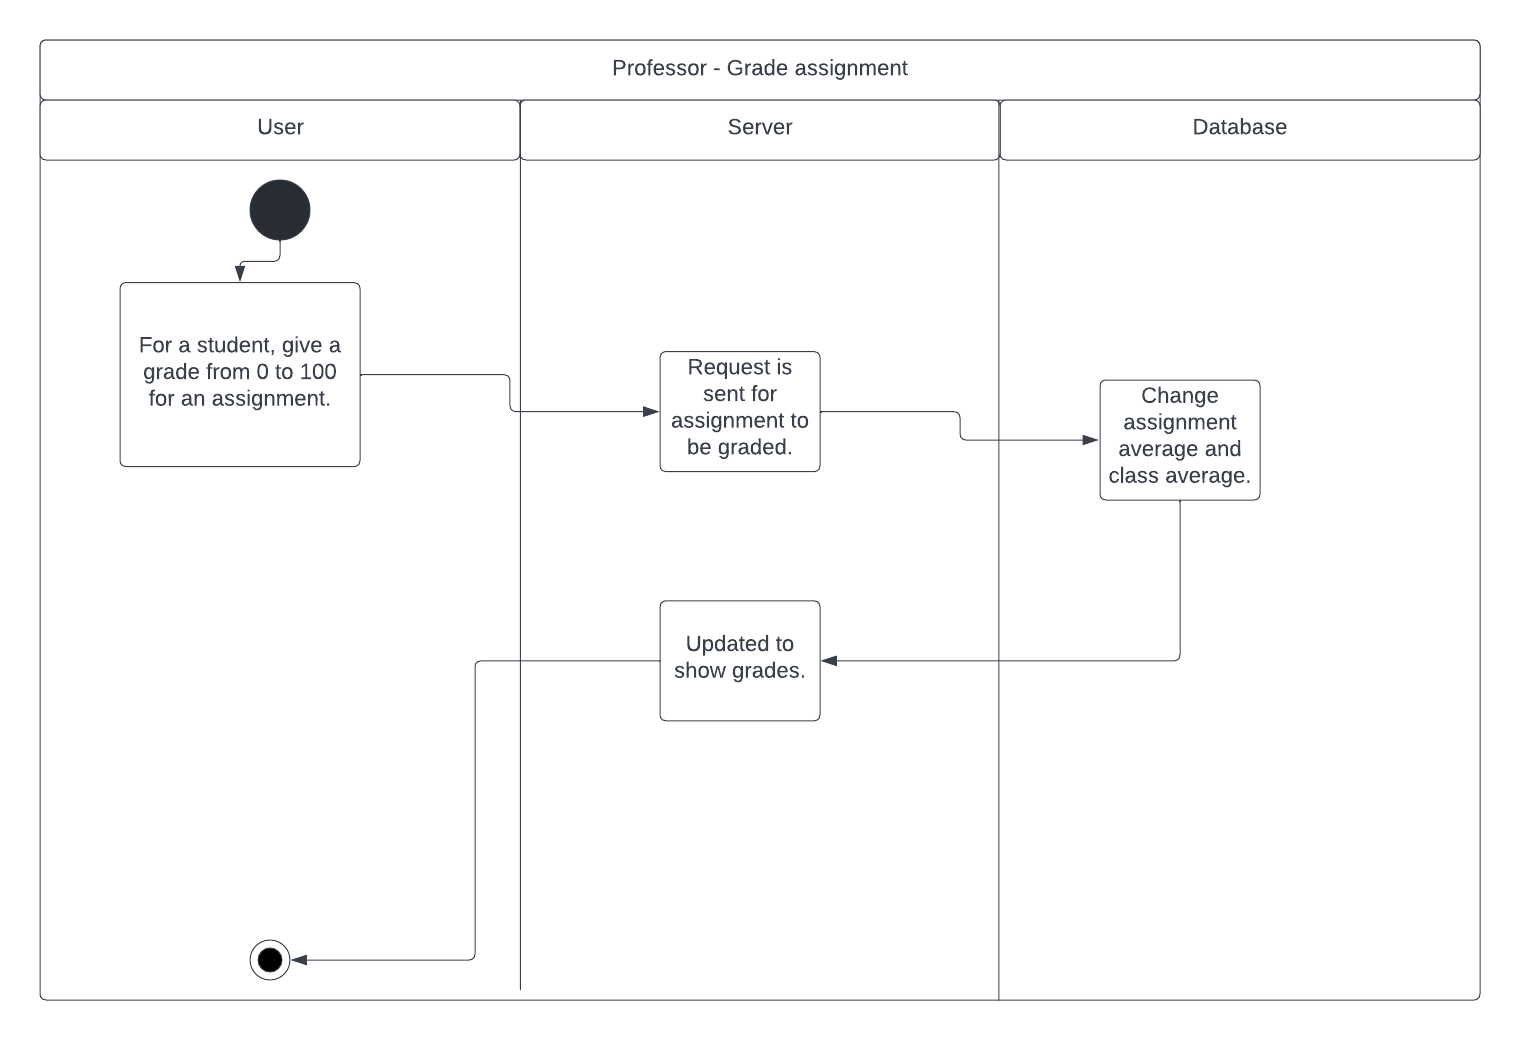 Professor - Grade assignment
User
Server
Database
For a student, give a
grade from 0 to 100
for an assignment.
Request is
sent for
assignment to
be graded.
Change
assignment
average and
class average.
Updated to
show grades.